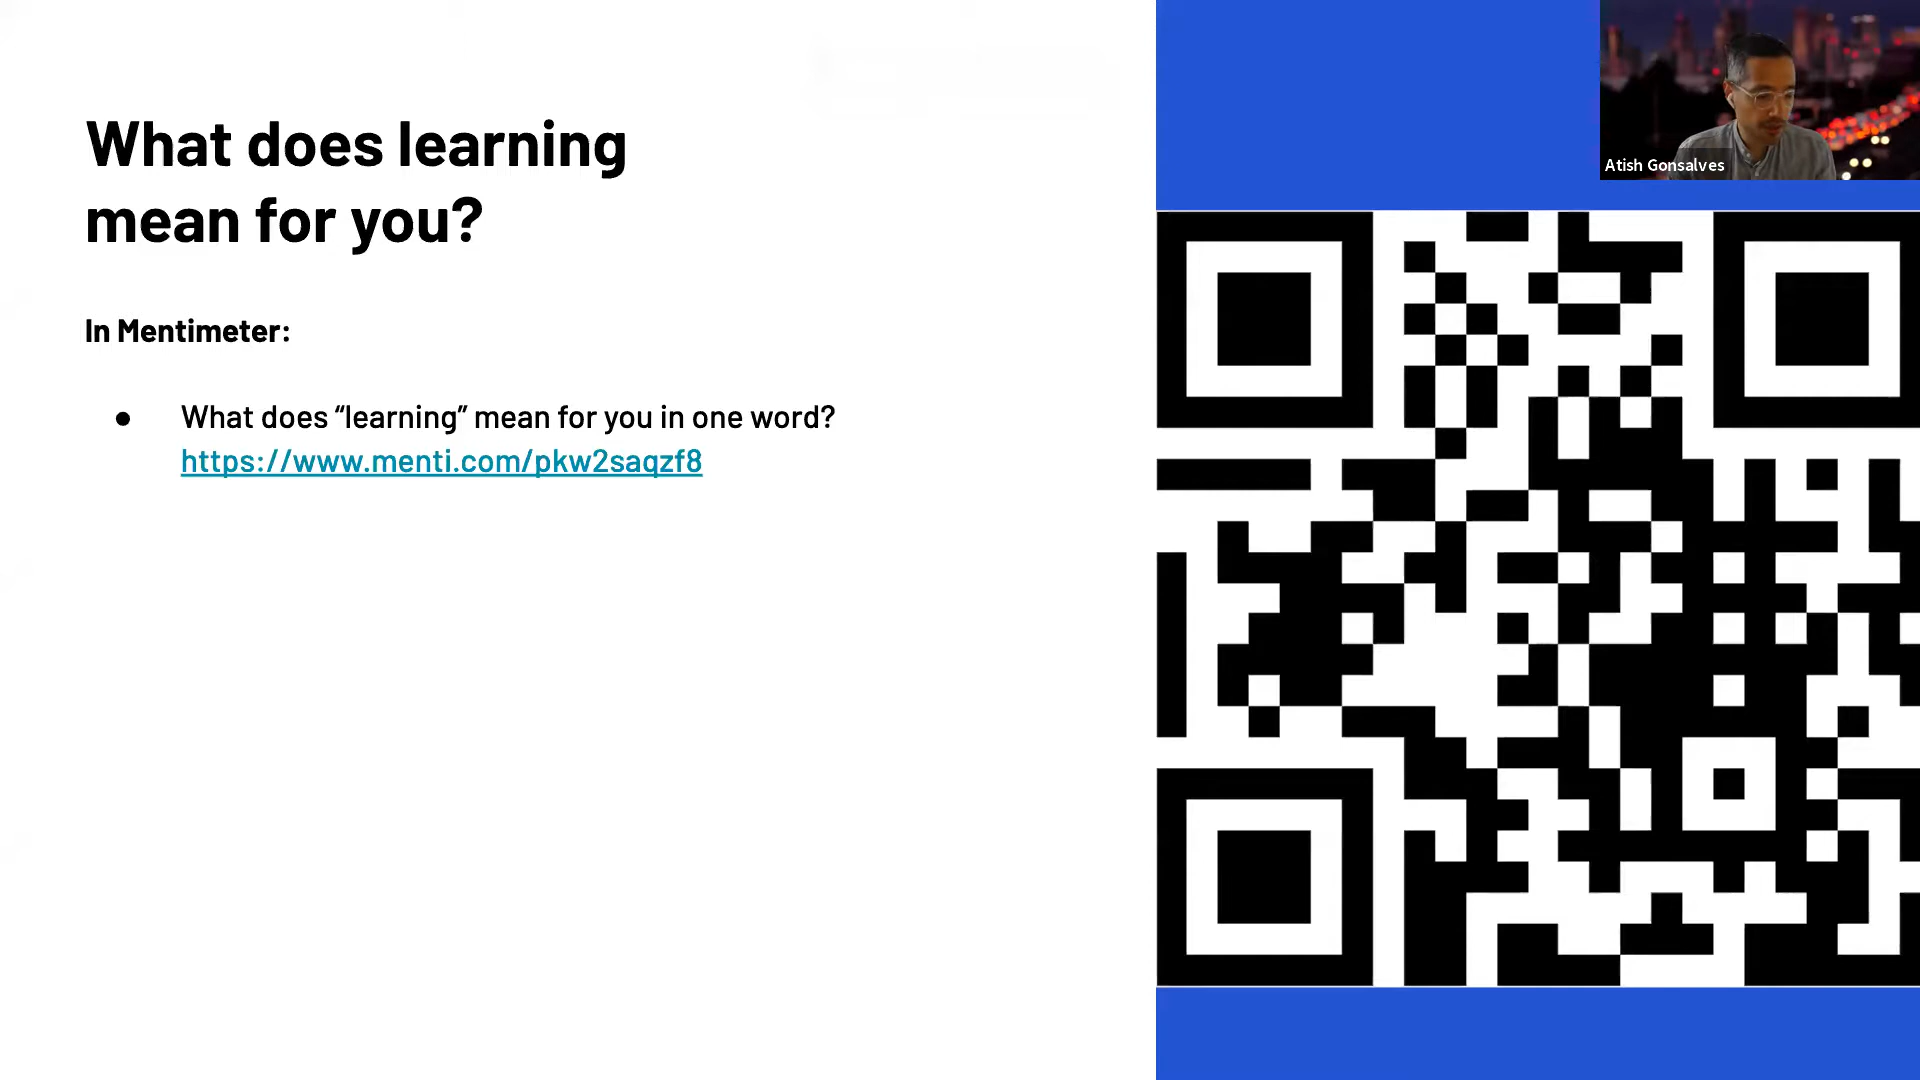 What does learning
mean for you?
In Mentimeter:
● What does “learning” mean for you in one word?
https://www.menti.com/pkw2saqzf8
Atish Gonsalves